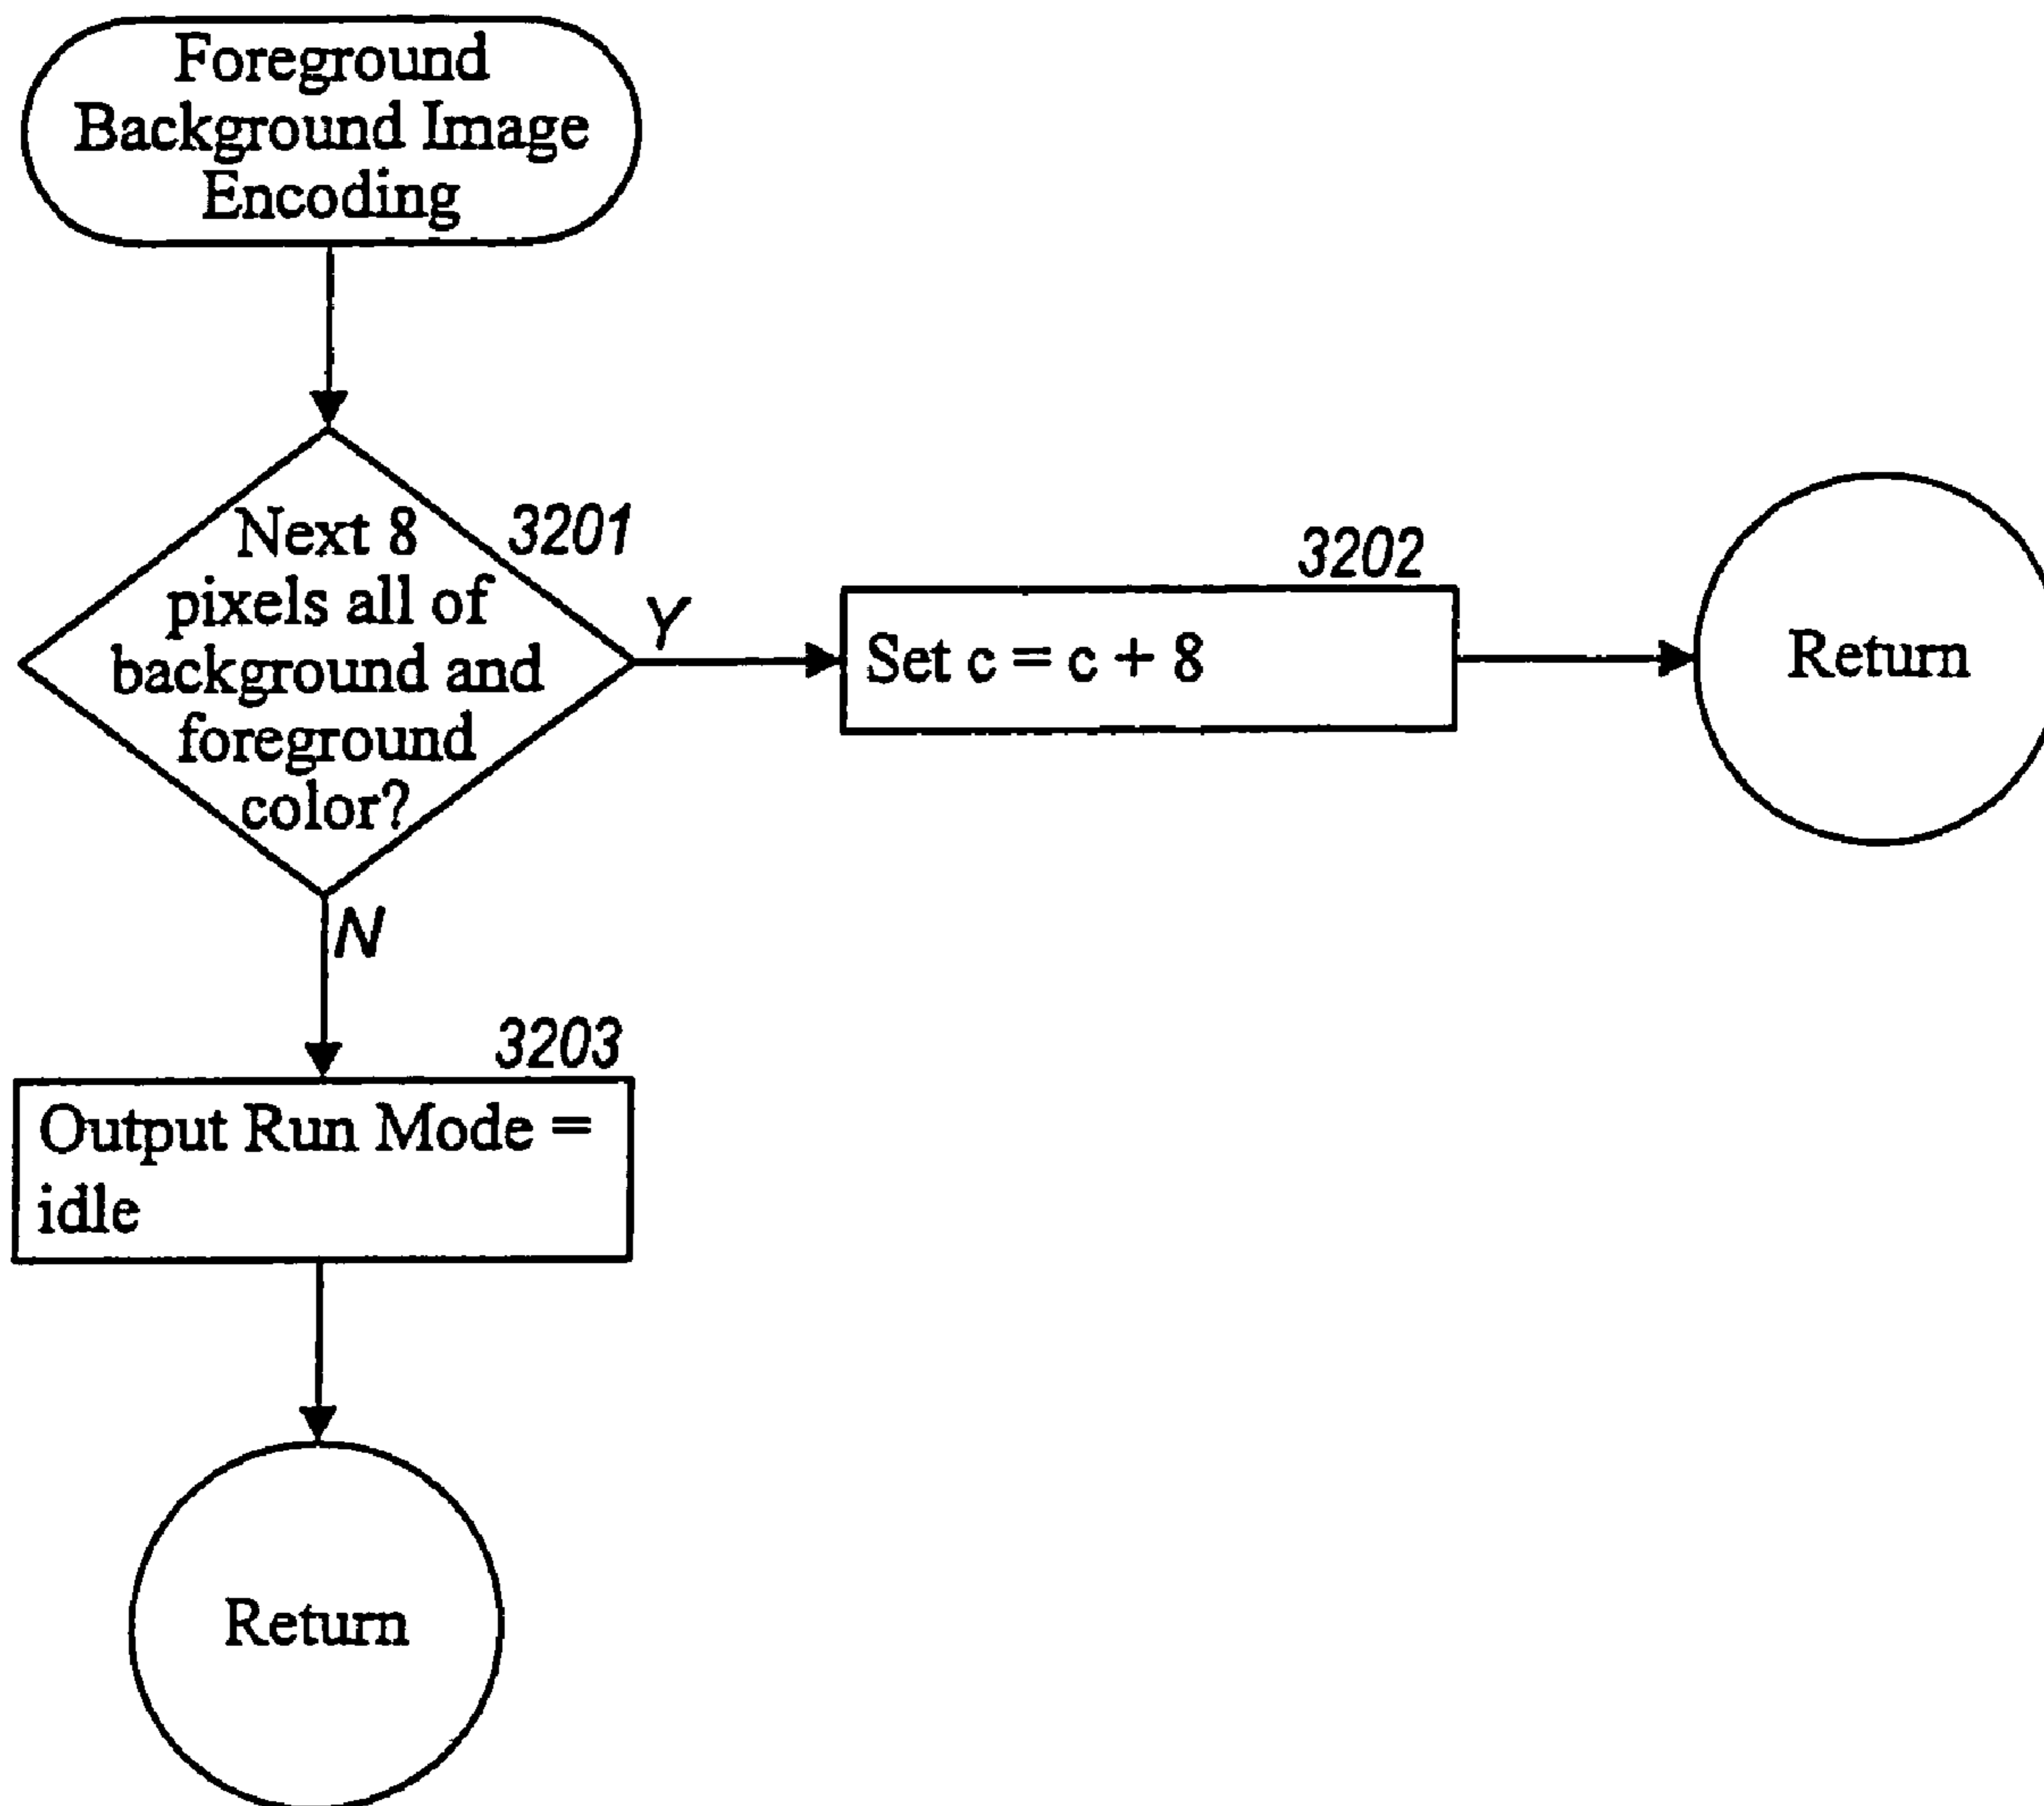 Foreground
Background Image
Encoding
Next 8
pixels all of
background and
foreground
color?
3201
Y
3202
Set c = c + 8
Return
N
3203
Output Run Mode =
idle
Return